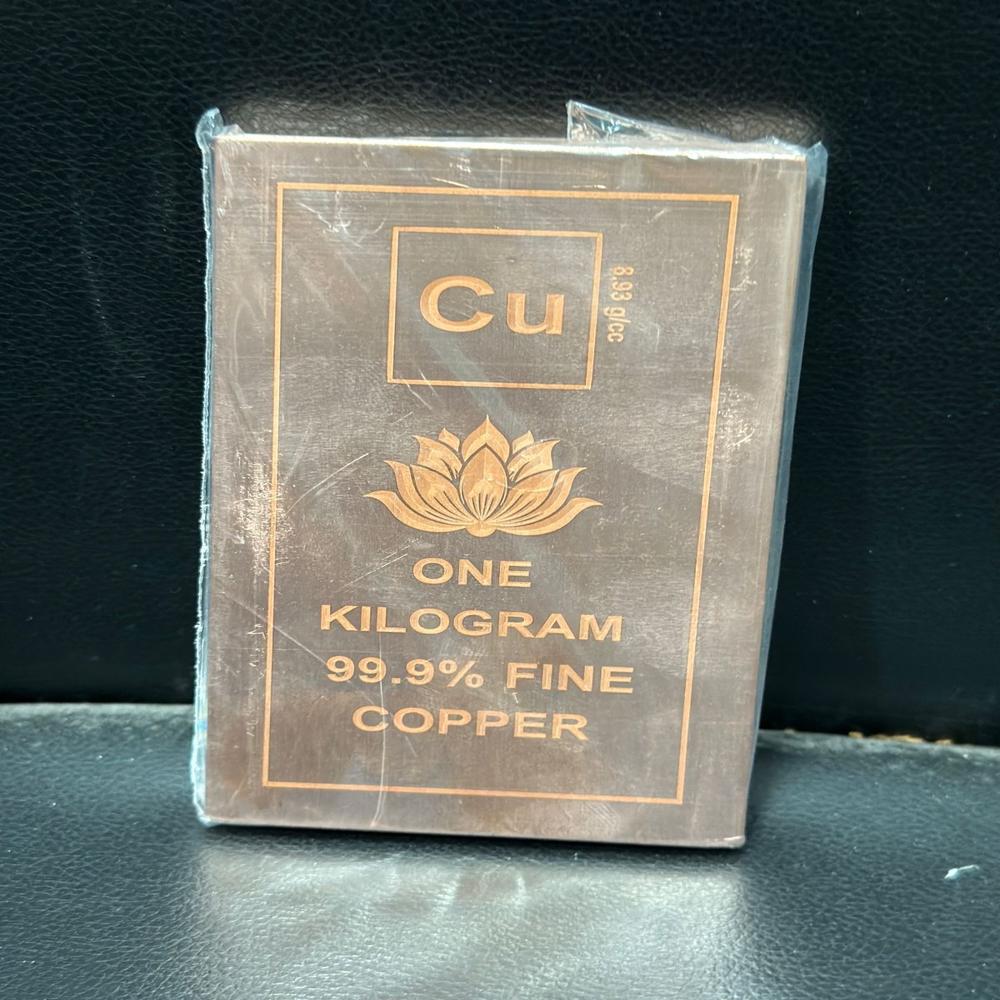 Cu
8.93 g/cc
ONE
KILOGRAM
99.9% FINE
COPPER